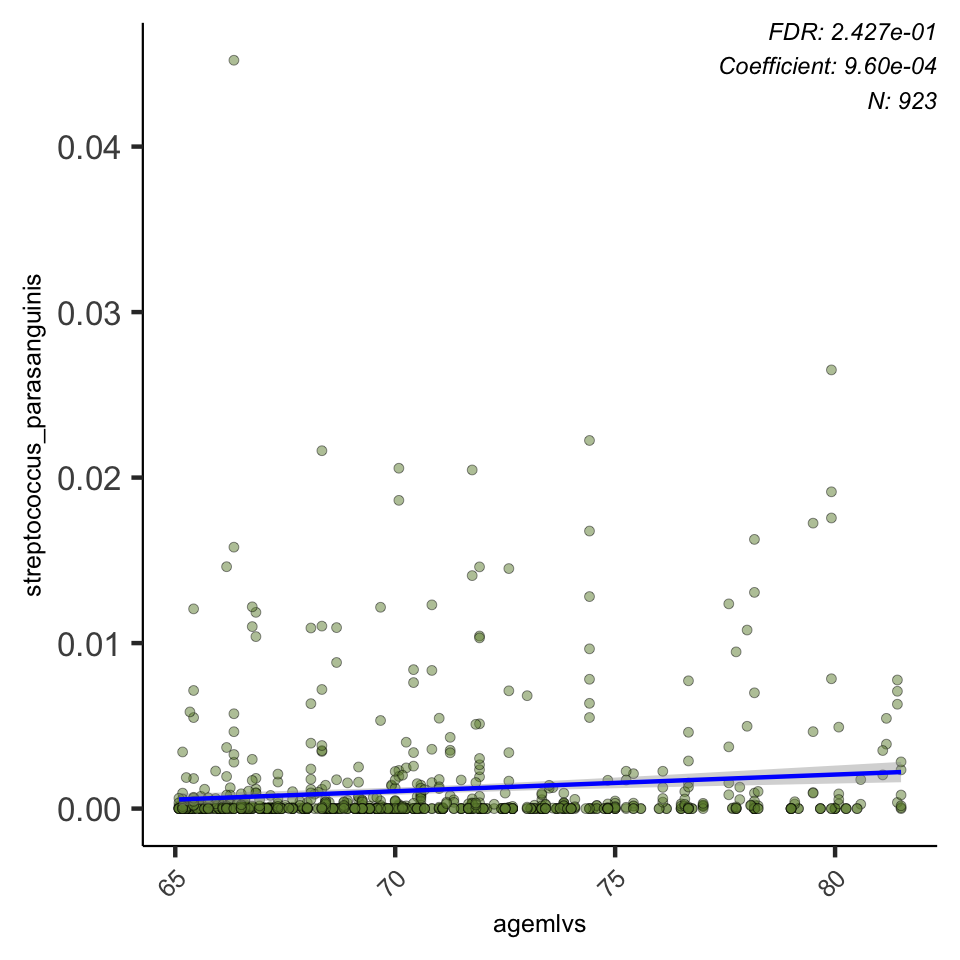 FDR: 2.427e-01
Coefficient: 9.60e-04
N: 923
0.04
0.03
0.02
0.01
0.00
streptococcus_parasanguinis
65
70
75
80
agemlvs